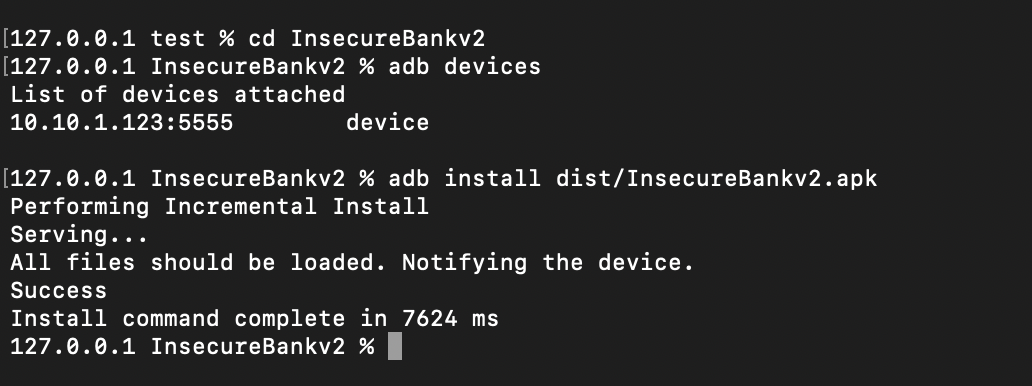 [127.0.0.1 test % cd InsecureBankv2
[127.0.0.1 InsecureBankv2 % adb devices
List of devices attached
10.10.1.123:5555        device
[127.0.0.1 InsecureBankv2 % adb install dist/InsecureBankv2.apk
Performing Incremental Install
Serving...
All files should be loaded. Notifying the device.
Success
Install command complete in 7624 ms
127.0.0.1 InsecureBankv2 %